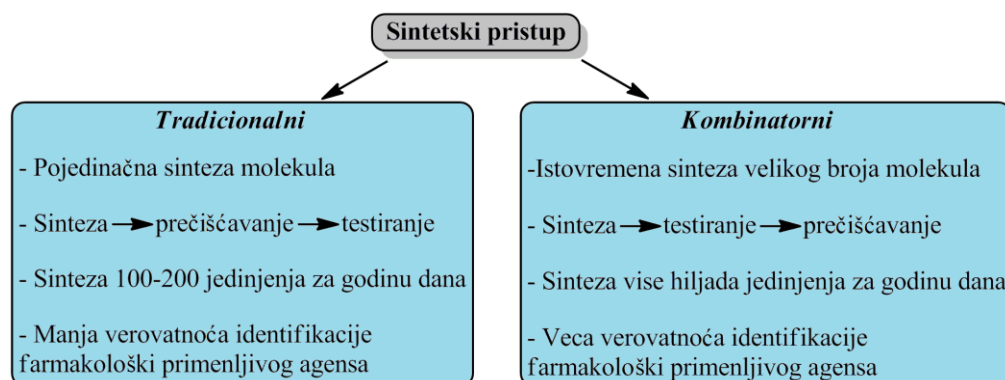 Sintetski pristup
Tradicionalni
- Pojedinačna sinteza molekula
- Sinteza → prečišćavanje → testiranje
- Sinteza 100-200 jedinjenja za godinu dana
- Manja verovatnoća identifikacije
farmakološki primenljivog agensa
Kombinatorni
-Istovremena sinteza velikog broja molekula
- Sinteza → testiranje → prečišćavanje
- Sinteza vise hiljada jedinjenja za godinu dana
- Veca verovatnoća identifikacije
farmakološki primenljivog agensa